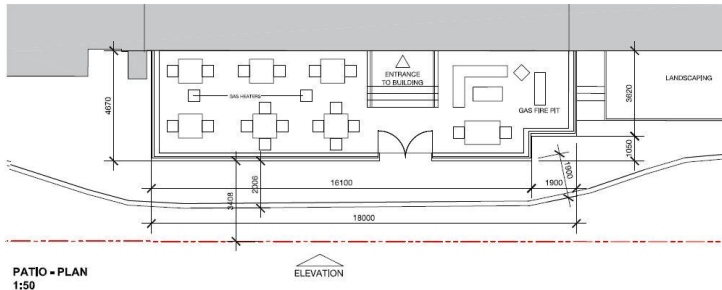 ENTRANCE
TO BUILDING
LANDSCAPING
GAS HEATERS
GAS FIRE PIT
4670
3620
1050
1900
16100
1900
2006
3408
18000
ELEVATION
PATIO - PLAN
1:50